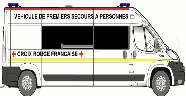 VEHICULE DE PREMIERS SECOURS A PERSONNES
CROIX ROUGE FRANCAISE